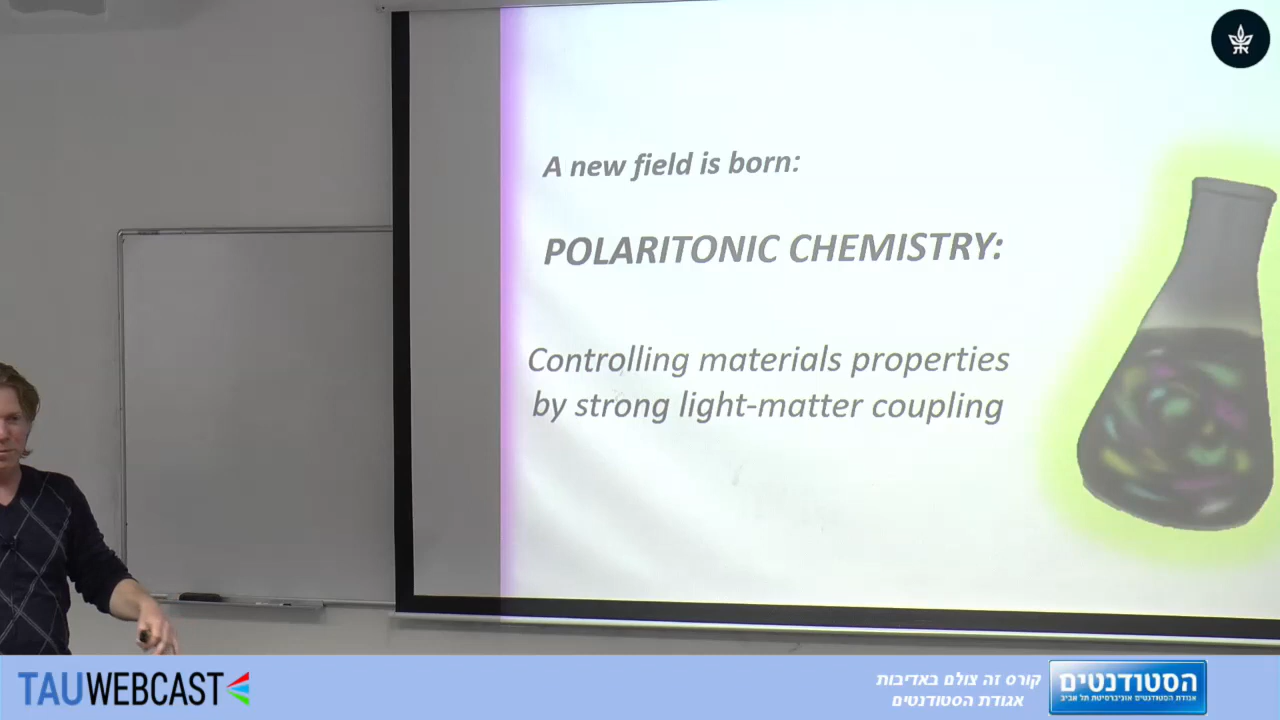 A new field is born:
POLARITONIC CHEMISTRY:
Controlling materials properties
by strong light-matter coupling
TAUWEBCAST
קורס זה צולם באדיבות
אגודת הסטודנטים
הסטודנטים
אגודת הסטודנטים אוניברסיטת תל אביב